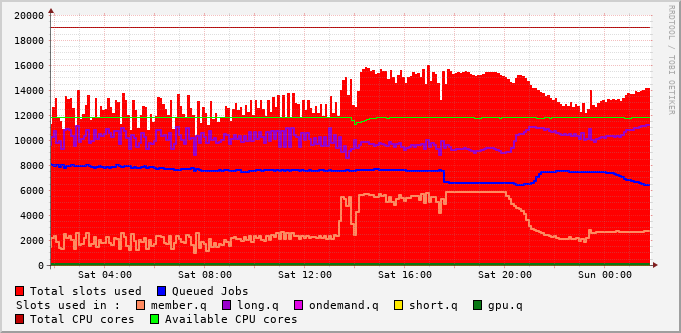 20000
18000
16000
14000
12000
10000
8000
6000
4000
2000
0
Sat 04:00 Sat 08:00 Sat 12:00 Sat 16:00 Sat 20:00 Sun 00:00
Total slots used Queued Jobs
Slots used in : member.q long.q ondemand.q short.q gpu.q
Total CPU cores Available CPU cores
RRDTOOL / TOBI OETIKER